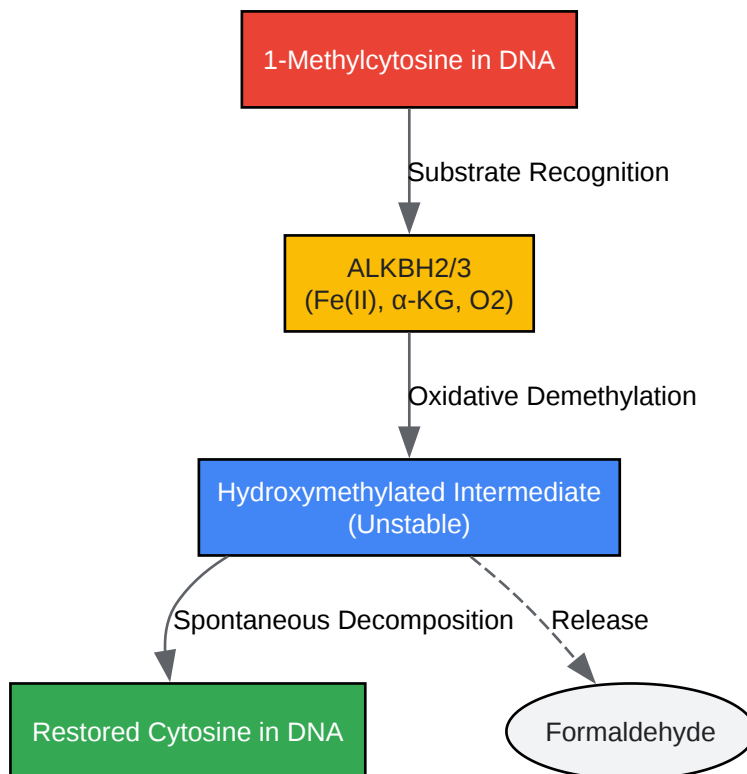 1-Methylcytosine in DNA
Substrate Recognition
ALKBH2/3
(Fe(II), α-KG, O2)
Oxidative Demethylation
Hydroxymethylated Intermediate
(Unstable)
Spontaneous Decomposition
Release
Restored Cytosine in DNA
Formaldehyde